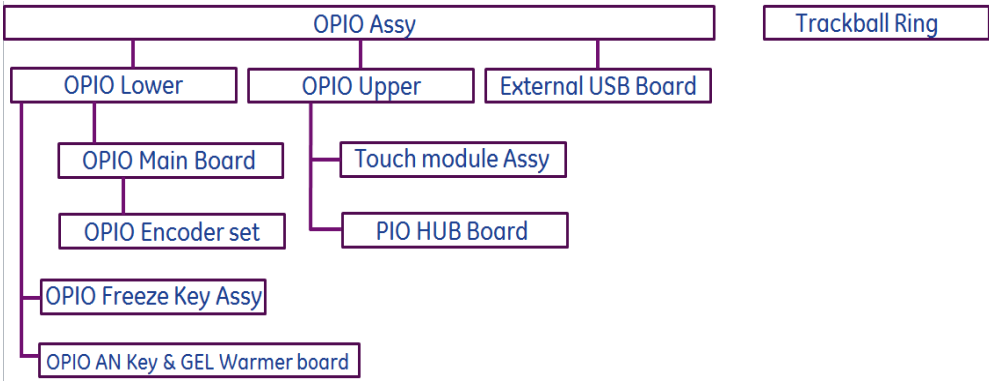 OPIO Assy
Trackball Ring
OPIO Lower
OPIO Upper
External USB Board
OPIO Main Board
Touch module Assy
OPIO Encoder set
PIO HUB Board
OPIO Freeze Key Assy
OPIO AN Key & GEL Warmer board